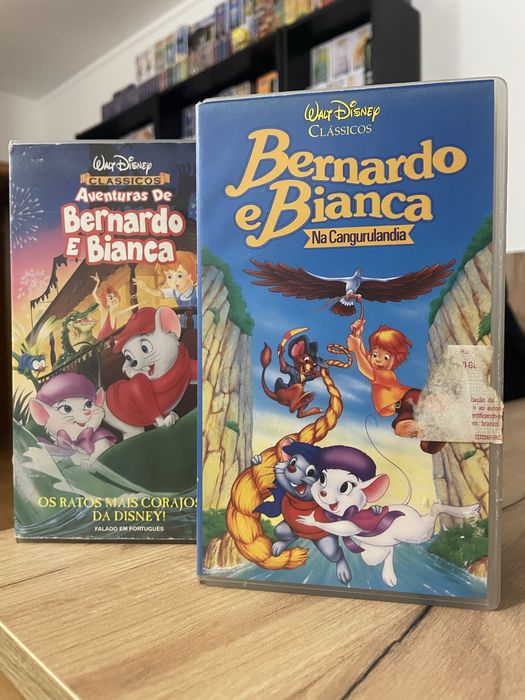 Walt Disney
CLÁSSICOS
Aventuras De
Bernardo
E Bianca
OS RATOS MAIS CORAJOS
DA DISNEY!
FALADO EM PORTUGUÊS
Walt Disney
CLÁSSICOS
Bernardo
e Bianca
Na Cangurulandia